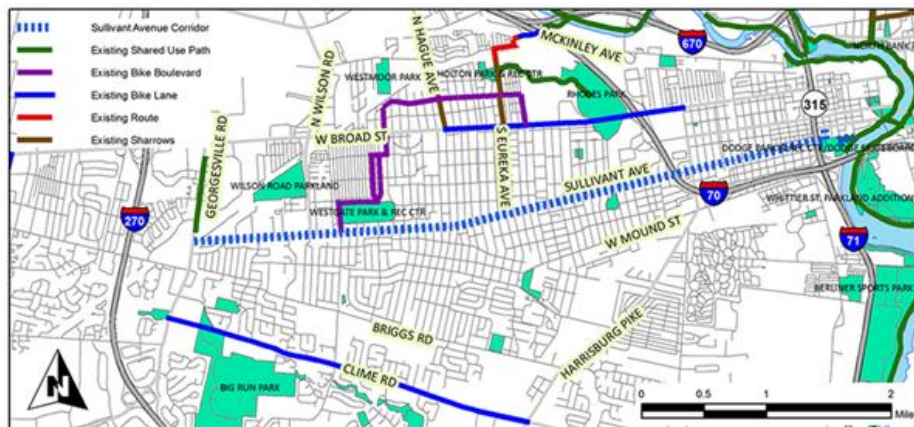 Sullivant Avenue Corridor
Existing Shared Use Path
Existing Bike Boulevard
Existing Bike Lane
Existing Route
Existing Sharrows
N WILSON RD
N HAGUE AVE
MCKINLEY AVE
670
WESTMOOR PARK
HOLTON PARK & REC CTR
RHODES PARK
315
W BROAD ST
GEORGESVILLE RD
S EUREKA AVE
SULLIVANT AVE
WILSON ROAD PARKLAND
WESTGATE PARK & REC CTR
70
WHITTIER ST. PARKLAND ADDITION
270
W MOUND ST
71
BERLINER SPORTS PARK
BRIGGS RD
HARRISBURG PIKE
CLIME RD
BIG RUN PARK
N
0 0.5 1 2
Mile